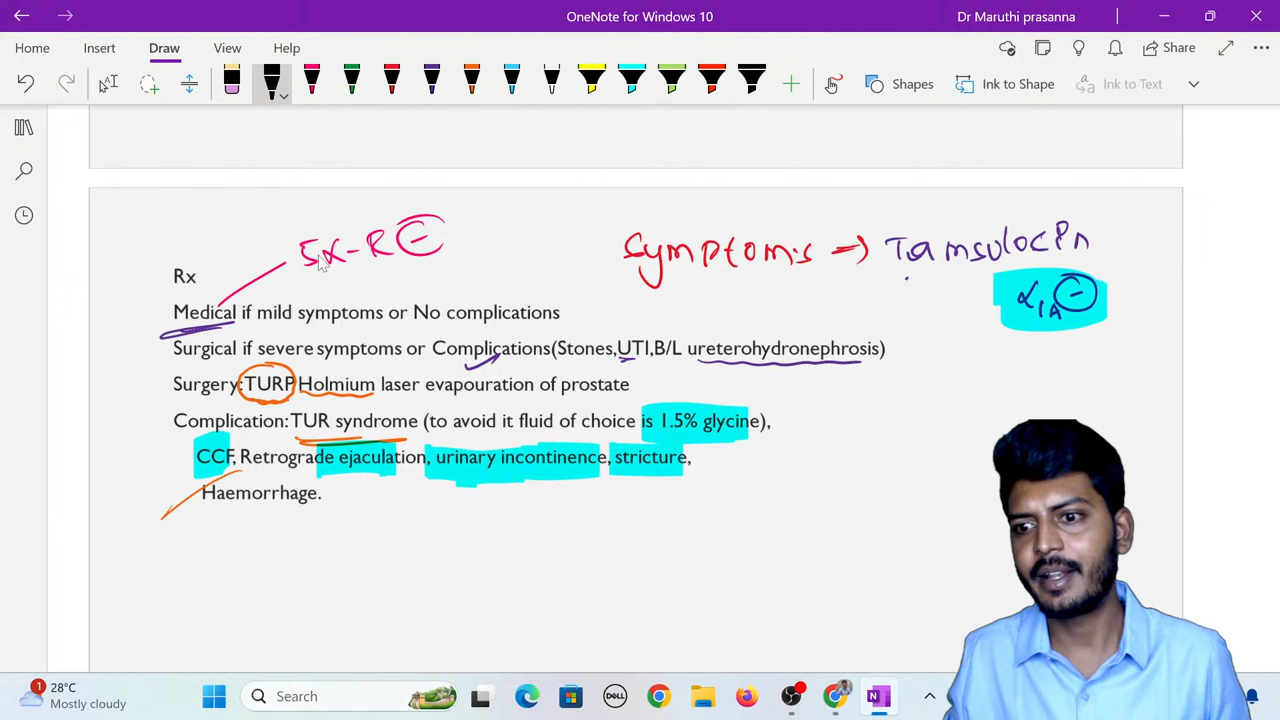 OneNote for Windows 10
Dr Maruthi prasanna
Home Insert Draw View Help
Share
Shapes
Ink to Shape
Ink to Text
5α-R (-)
Symptoms → Tamsulocin
α1A (-)
Rx
Medical if mild symptoms or No complications
Surgical if severe symptoms or Complications(Stones,UTI,B/L ureterohydronephrosis)
Surgery:TURP Holmium laser evapouration of prostate
Complication:TUR syndrome (to avoid it fluid of choice is 1.5% glycine),
CCF, Retrograde ejaculation, urinary incontinence, stricture,
Haemorrhage.
1
28°C
Mostly cloudy
Search
DELL